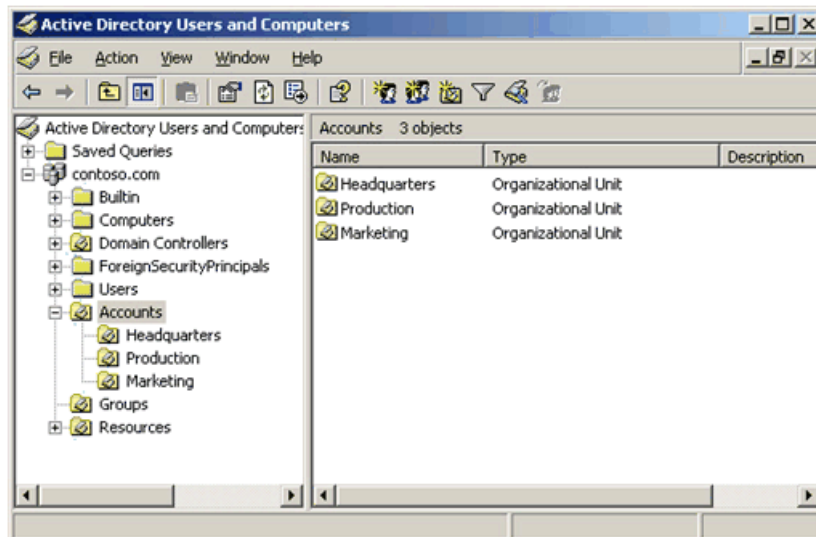 Active Directory Users and Computers
File Action View Window Help
Active Directory Users and Computers
Saved Queries
contoso.com
Builtin
Computers
Domain Controllers
ForeignSecurityPrincipals
Users
Accounts
Headquarters
Production
Marketing
Groups
Resources
Accounts 3 objects
Name Type Description
Headquarters Organizational Unit
Production Organizational Unit
Marketing Organizational Unit